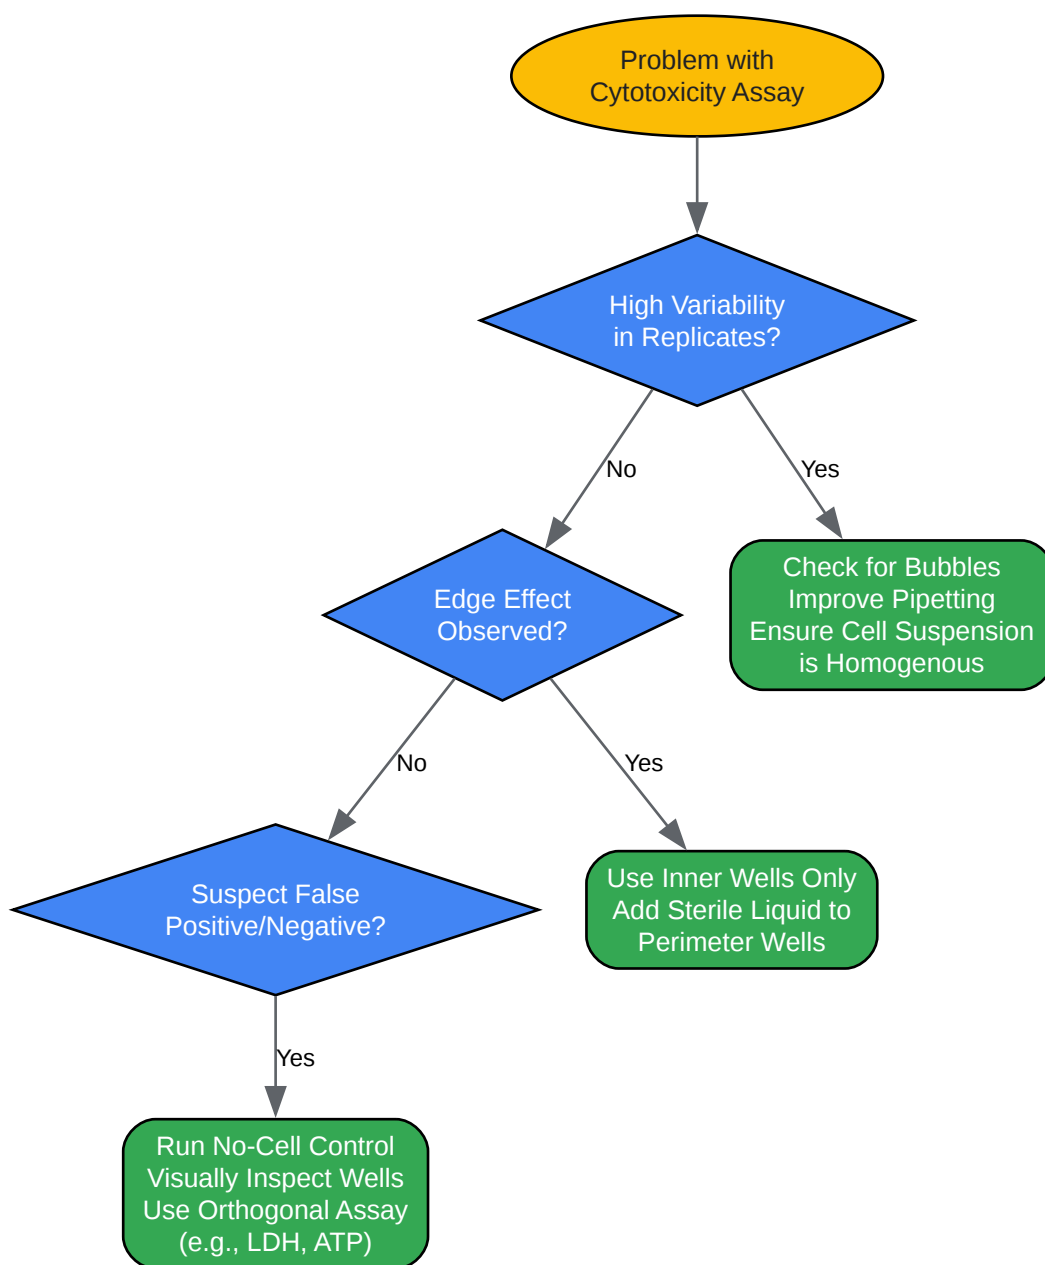 Problem with
Cytotoxicity Assay
High Variability
in Replicates?
No
Yes
Edge Effect
Observed?
Check for Bubbles
Improve Pipetting
Ensure Cell Suspension
is Homogenous
No
Yes
Suspect False
Positive/Negative?
Use Inner Wells Only
Add Sterile Liquid to
Perimeter Wells
Yes
Run No-Cell Control
Visually Inspect Wells
Use Orthogonal Assay
(e.g., LDH, ATP)